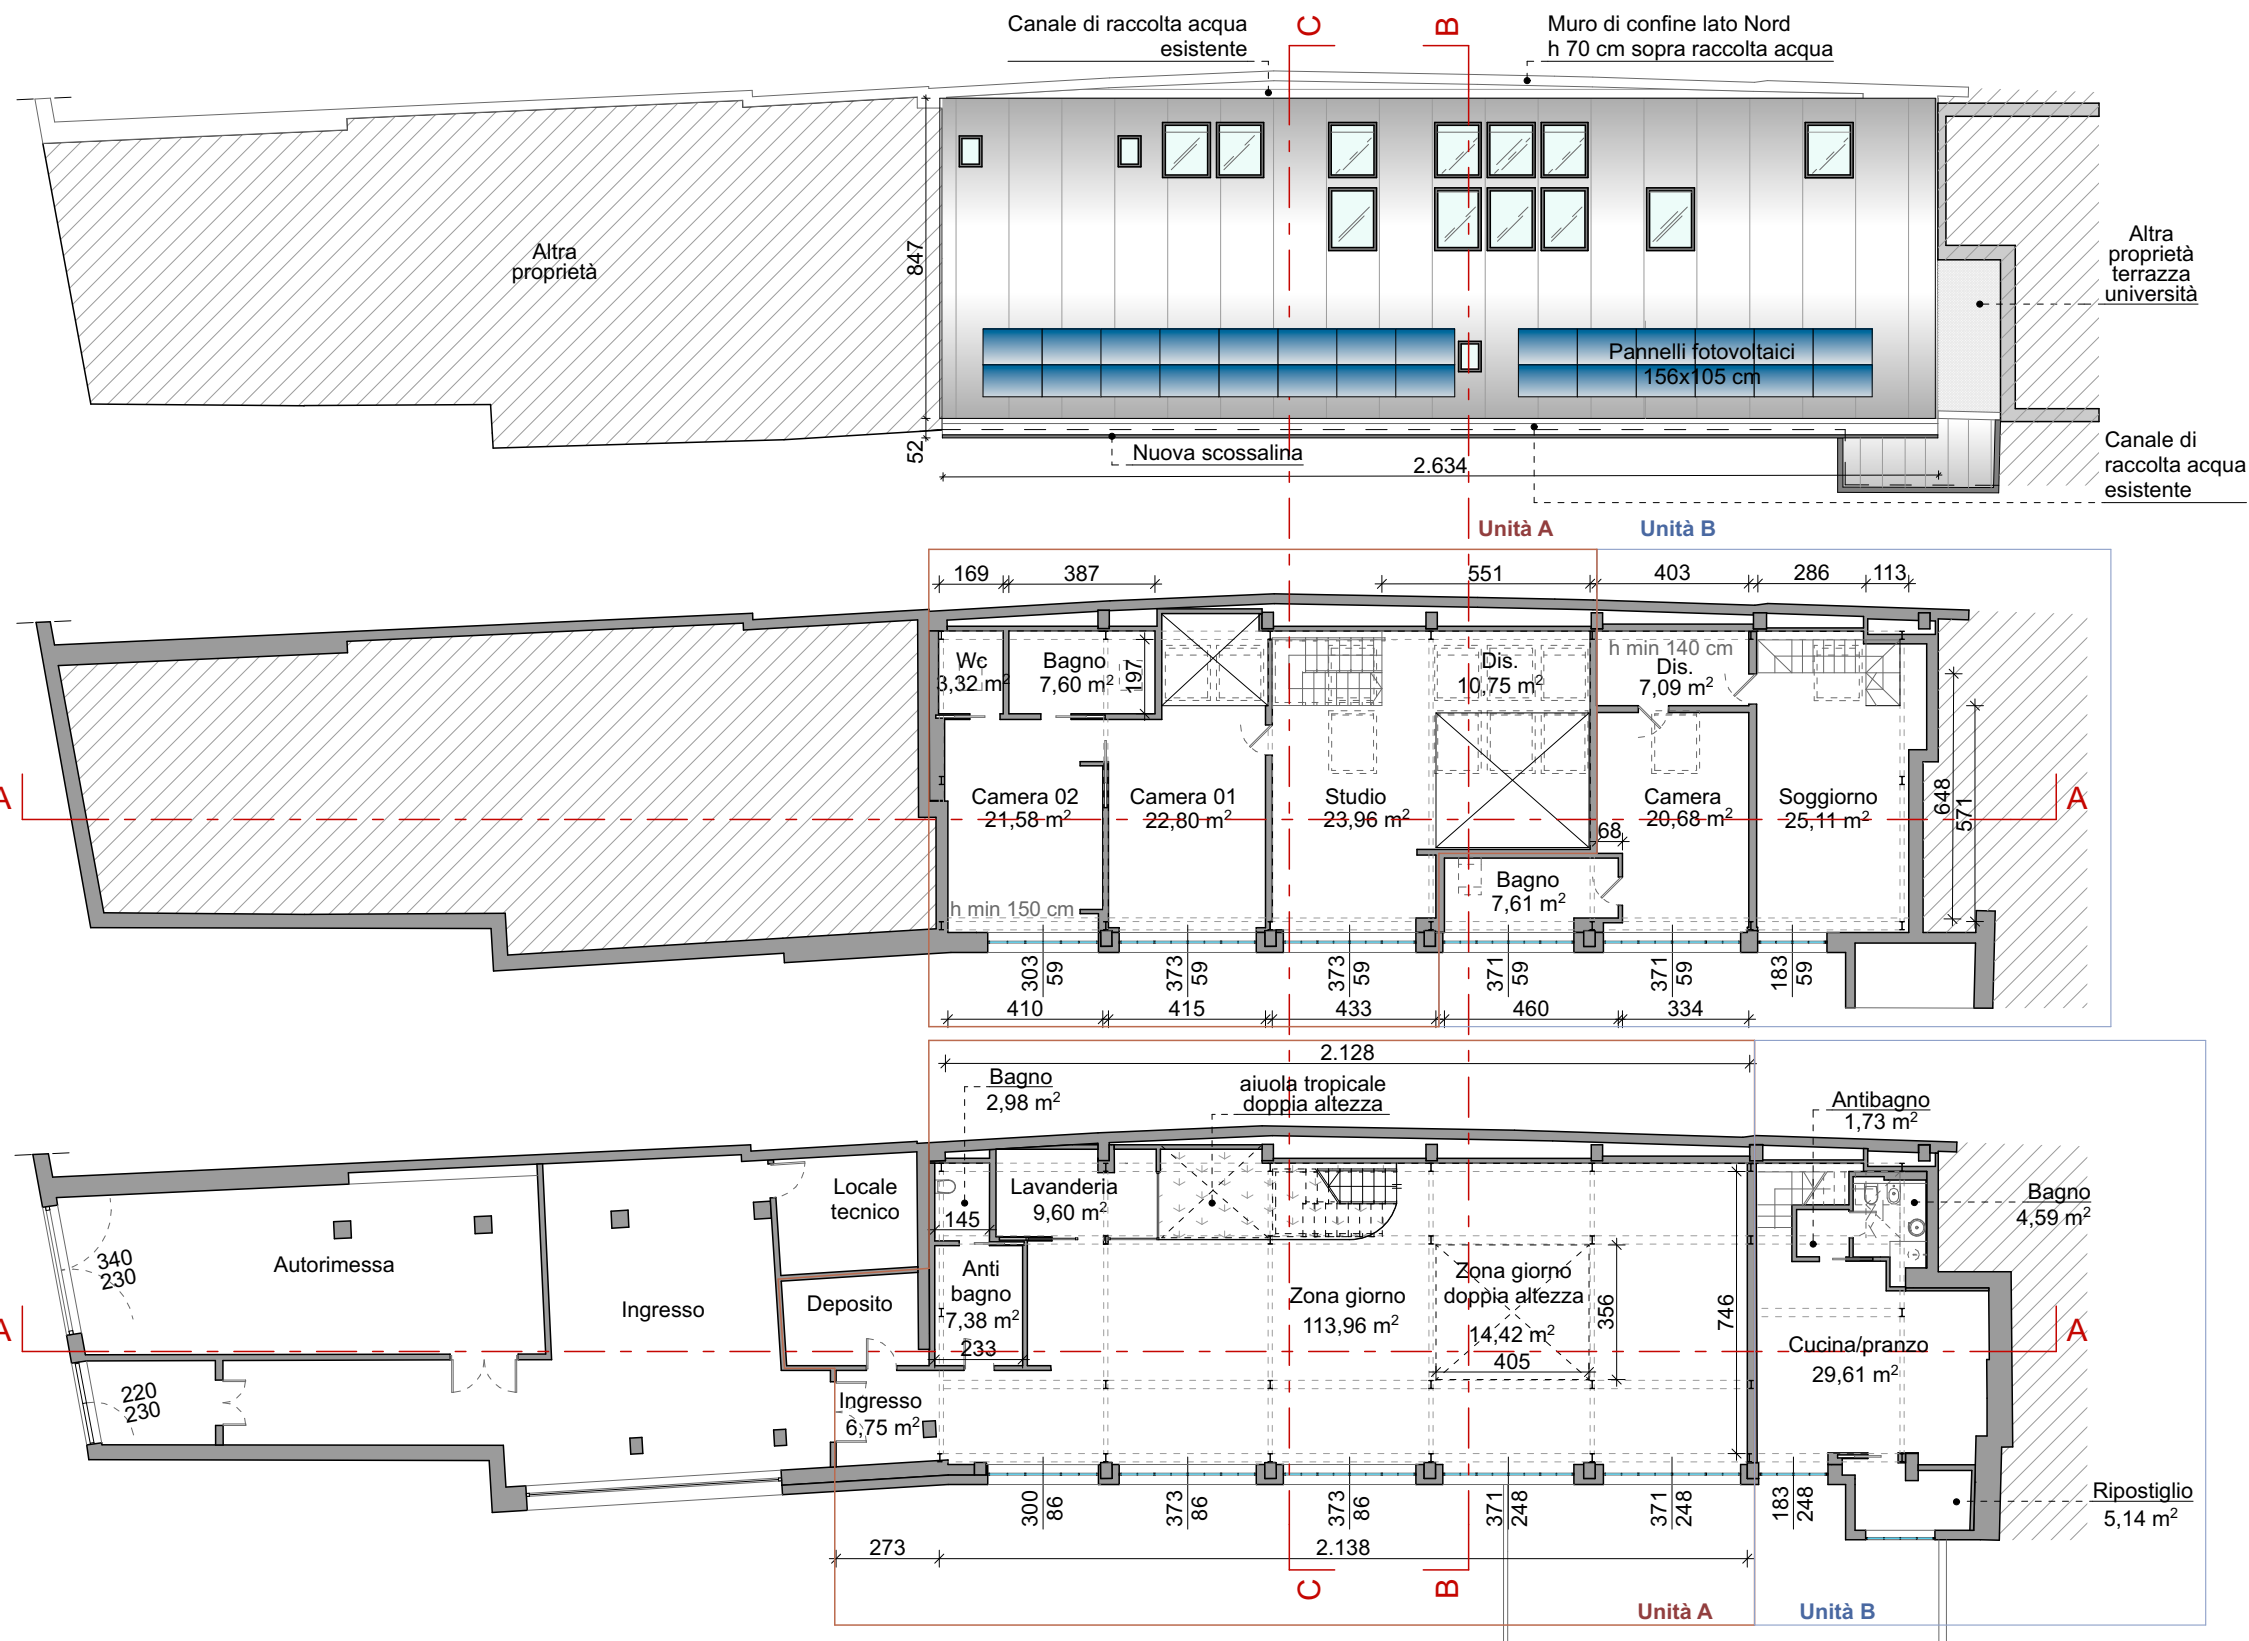 Canale di raccolta acqua
esistente
C
B
Muro di confine lato Nord
h 70 cm sopra raccolta acqua
Altra
proprietà
847
52
Altra
proprietà
terrazza
università
Pannelli fotovoltaici
156x105 cm
Nuova scossalina
2.634
Canale di
raccolta acqua
esistente
Unità A
Unità B
169
387
551
403
286
113
Wc
3,32 m²
Bagno
7,60 m²
197
Dis.
10,75 m²
h min 140 cm
Dis.
7,09 m²
A
Camera 02
21,58 m²
Camera 01
22,80 m²
Studio
23,96 m²
68
Camera
20,68 m²
Soggiorno
25,11 m²
648
571
A
Bagno
7,61 m²
h min 150 cm
303
59
373
59
373
59
371
59
371
59
183
59
410
415
433
460
334
2.128
Bagno
2,98 m²
aiuola tropicale
doppia altezza
Antibagno
1,73 m²
Locale
tecnico
Lavanderia
9,60 m²
145
Bagno
4,59 m²
340
230
Autorimessa
Ingresso
Deposito
Anti
bagno
7,38 m²
233
Zona giorno
113,96 m²
Zona giorno
doppia altezza
14,42 m²
405
356
746
A
Cucina/pranzo
29,61 m²
A
220
230
Ingresso
6,75 m²
300
86
373
86
373
86
371
248
371
248
183
248
Ripostiglio
5,14 m²
273
2.138
C
B
Unità A
Unità B